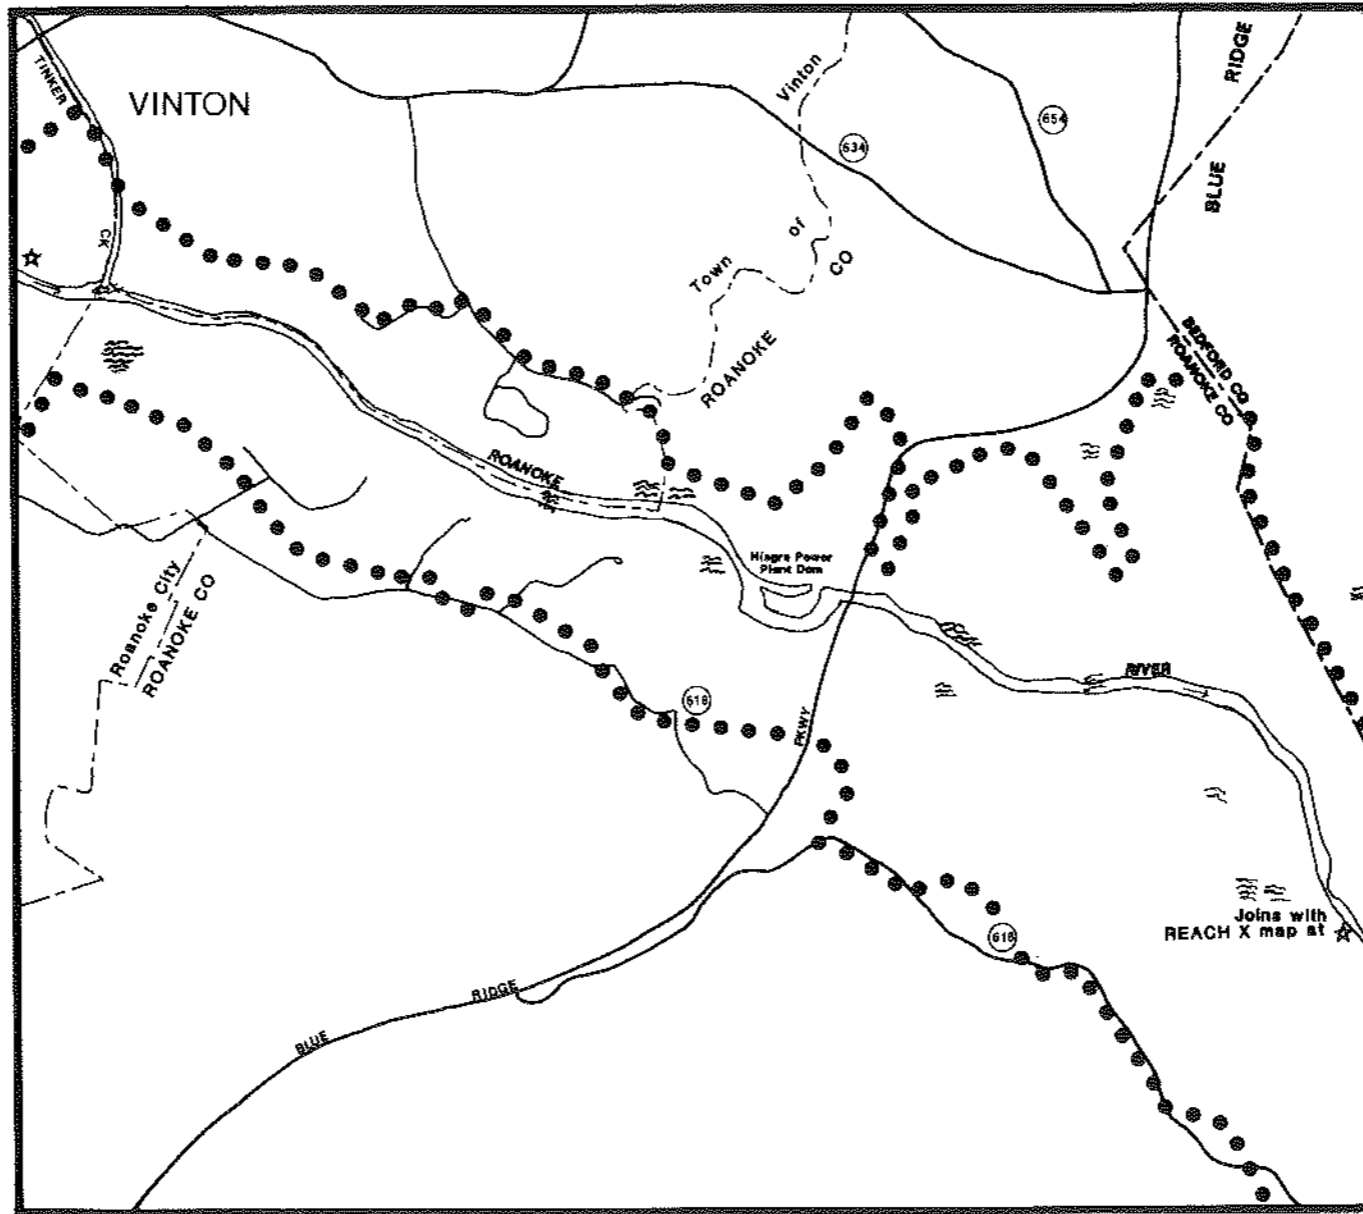 TINKER
VINTON
Vinton
634
654
RIDGE
BLUE
CK
Town of
CO
ROANOKE
BEDFORD CO
ROANOKE CO
ROANOKE
Niagra Power
Plant Dam
Roanoke City
ROANOKE CO
618
PKWY
RIVER
Joins with
REACH X map at
618
RIDGE
BLUE